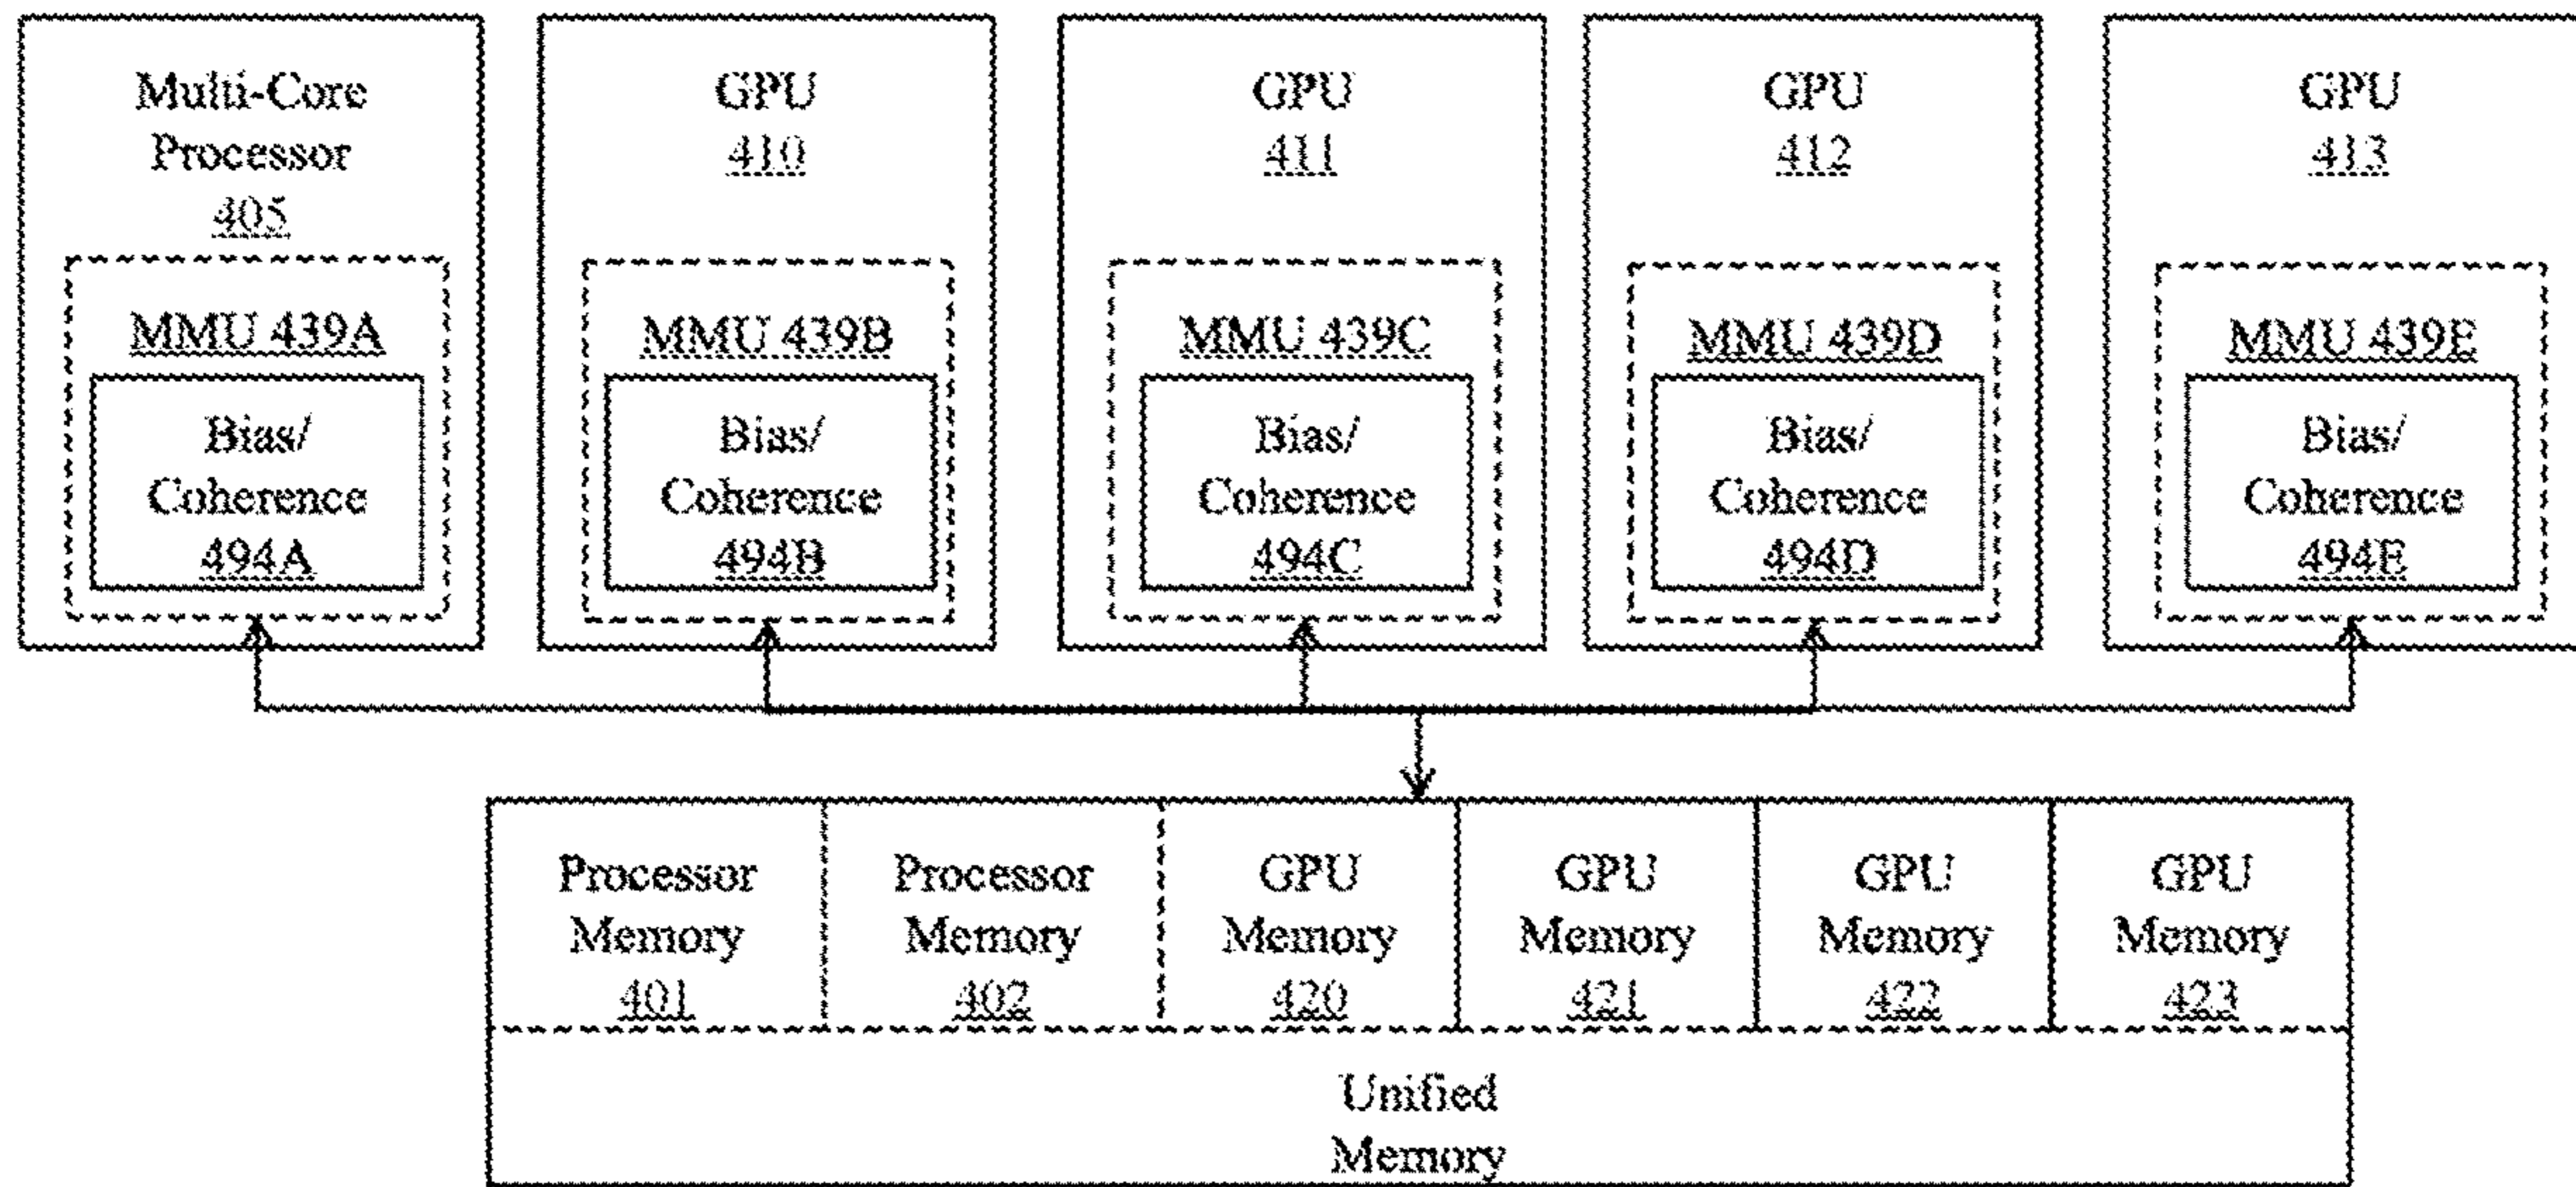 Multi-Core
Processor
405
MMU 439A
Bias/
Coherence
494A
GPU
410
MMU 439B
Bias/
Coherence
494B
GPU
411
MMU 439C
Bias/
Coherence
494C
GPU
412
MMU 439D
Bias/
Coherence
494D
GPU
413
MMU 439E
Bias/
Coherence
494E
Processor
Memory
401
Processor
Memory
402
GPU
Memory
420
GPU
Memory
421
GPU
Memory
422
GPU
Memory
423
Unified
Memory